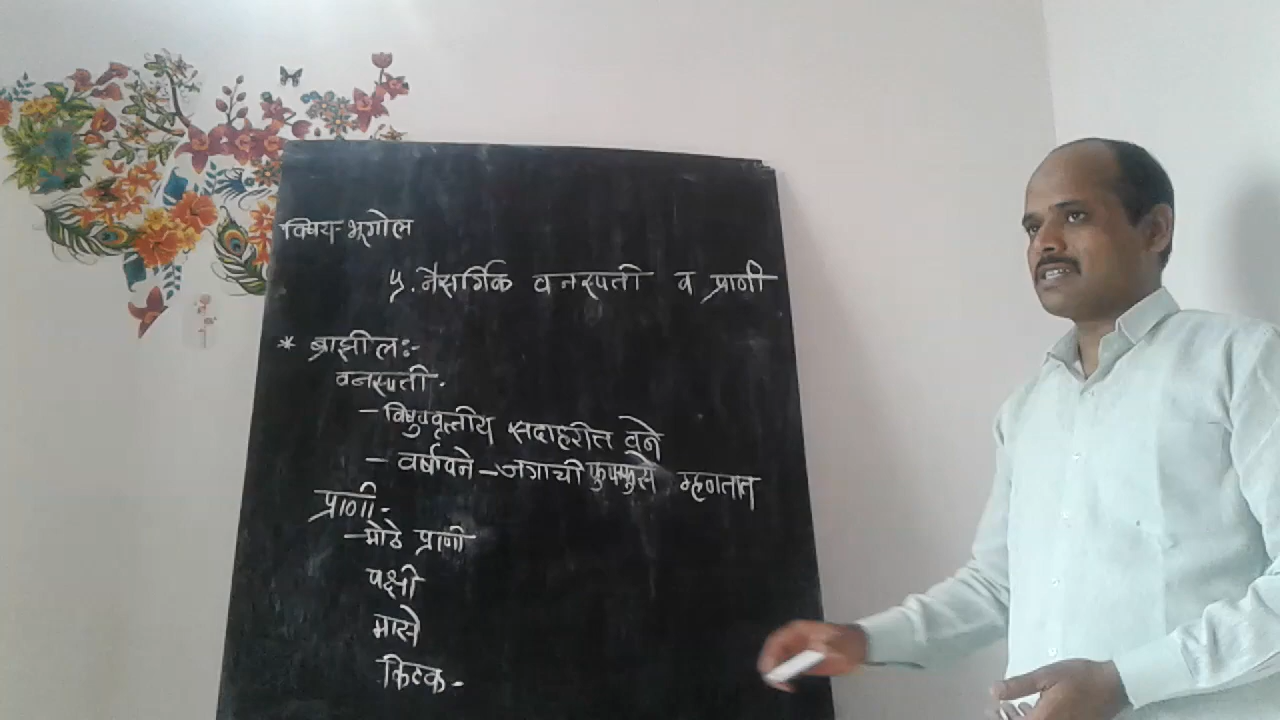 विषय-भूगोल
५. नैसर्गिक वनस्पती व प्राणी
* ब्राझील:-
वनस्पती-
- विषुववृत्तीय सदाहरीत वने
- वर्षावने - जगाची फुफ्फुसे म्हणतात
प्राणी-
- मोठे प्राणी
पक्षी
मासे
किटक-